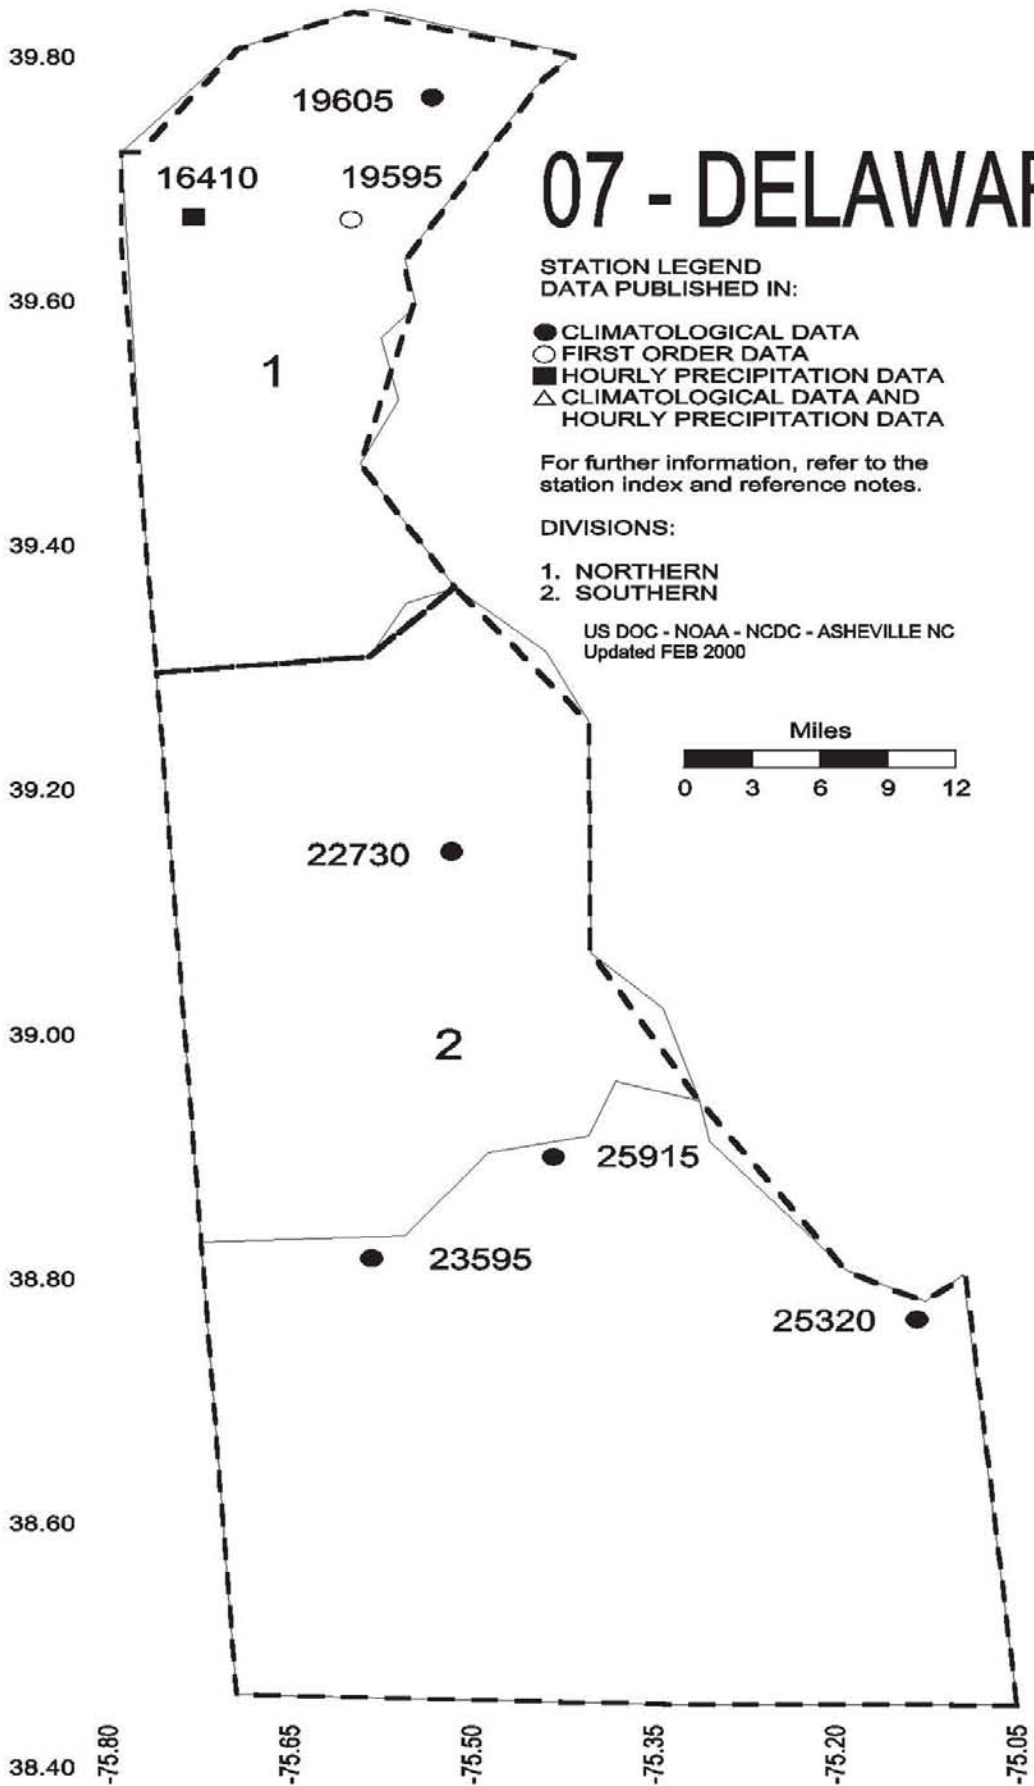 39.80
19605
16410
19595
07 - DELAWAR
STATION LEGEND
DATA PUBLISHED IN:
CLIMATOLOGICAL DATA
FIRST ORDER DATA
39.60
HOURLY PRECIPITATION DATA
1
CLIMATOLOGICAL DATA AND
HOURLY PRECIPITATION DATA
For further information, refer to the
station index and reference notes.
DIVISIONS:
39.40
1. NORTHERN
2. SOUTHERN
US DOC - NOAA - NCDC - ASHEVILLE NC
Updated FEB 2000
Miles
0 3 6 9 12
39.20
22730
39.00
2
25915
23595
38.80
25320
38.60
38.40
-75.80
-75.65
-75.50
-75.35
-75.20
-75.05